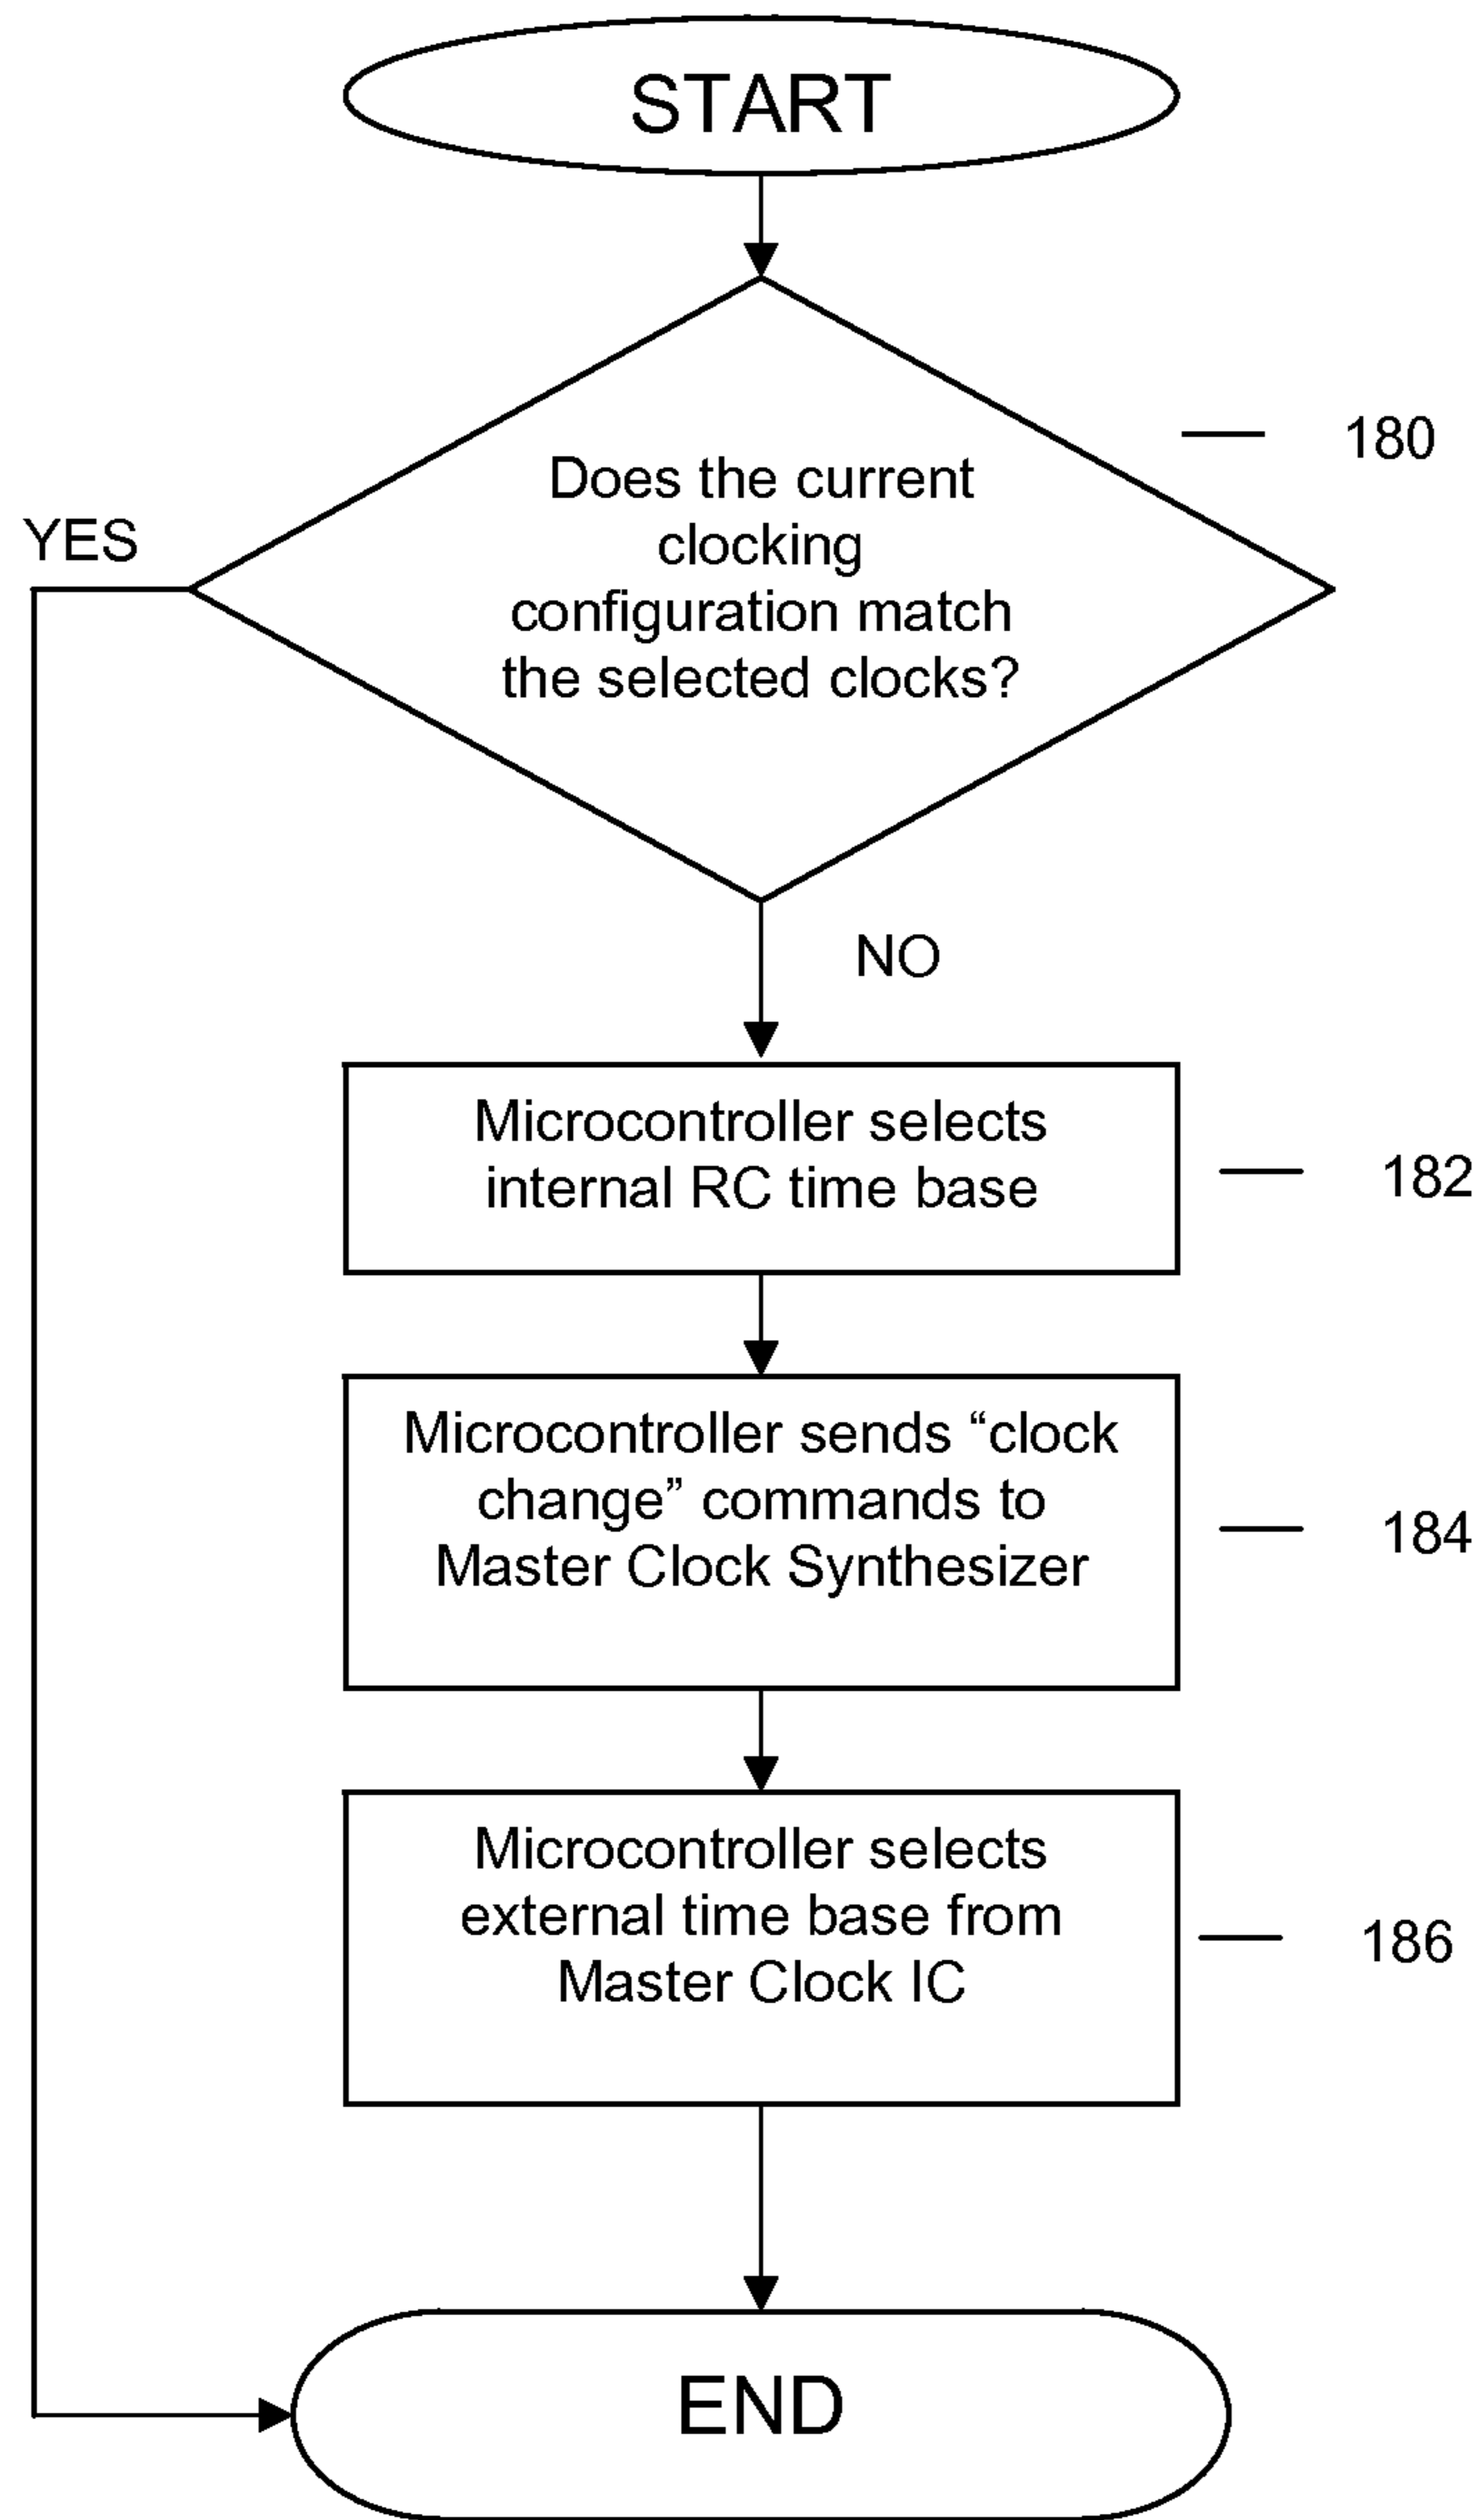 START
180
Does the current
clocking
configuration match
the selected clocks?
YES
NO
Microcontroller selects
internal RC time base
182
Microcontroller sends “clock
change” commands to
Master Clock Synthesizer
184
Microcontroller selects
external time base from
Master Clock IC
186
END